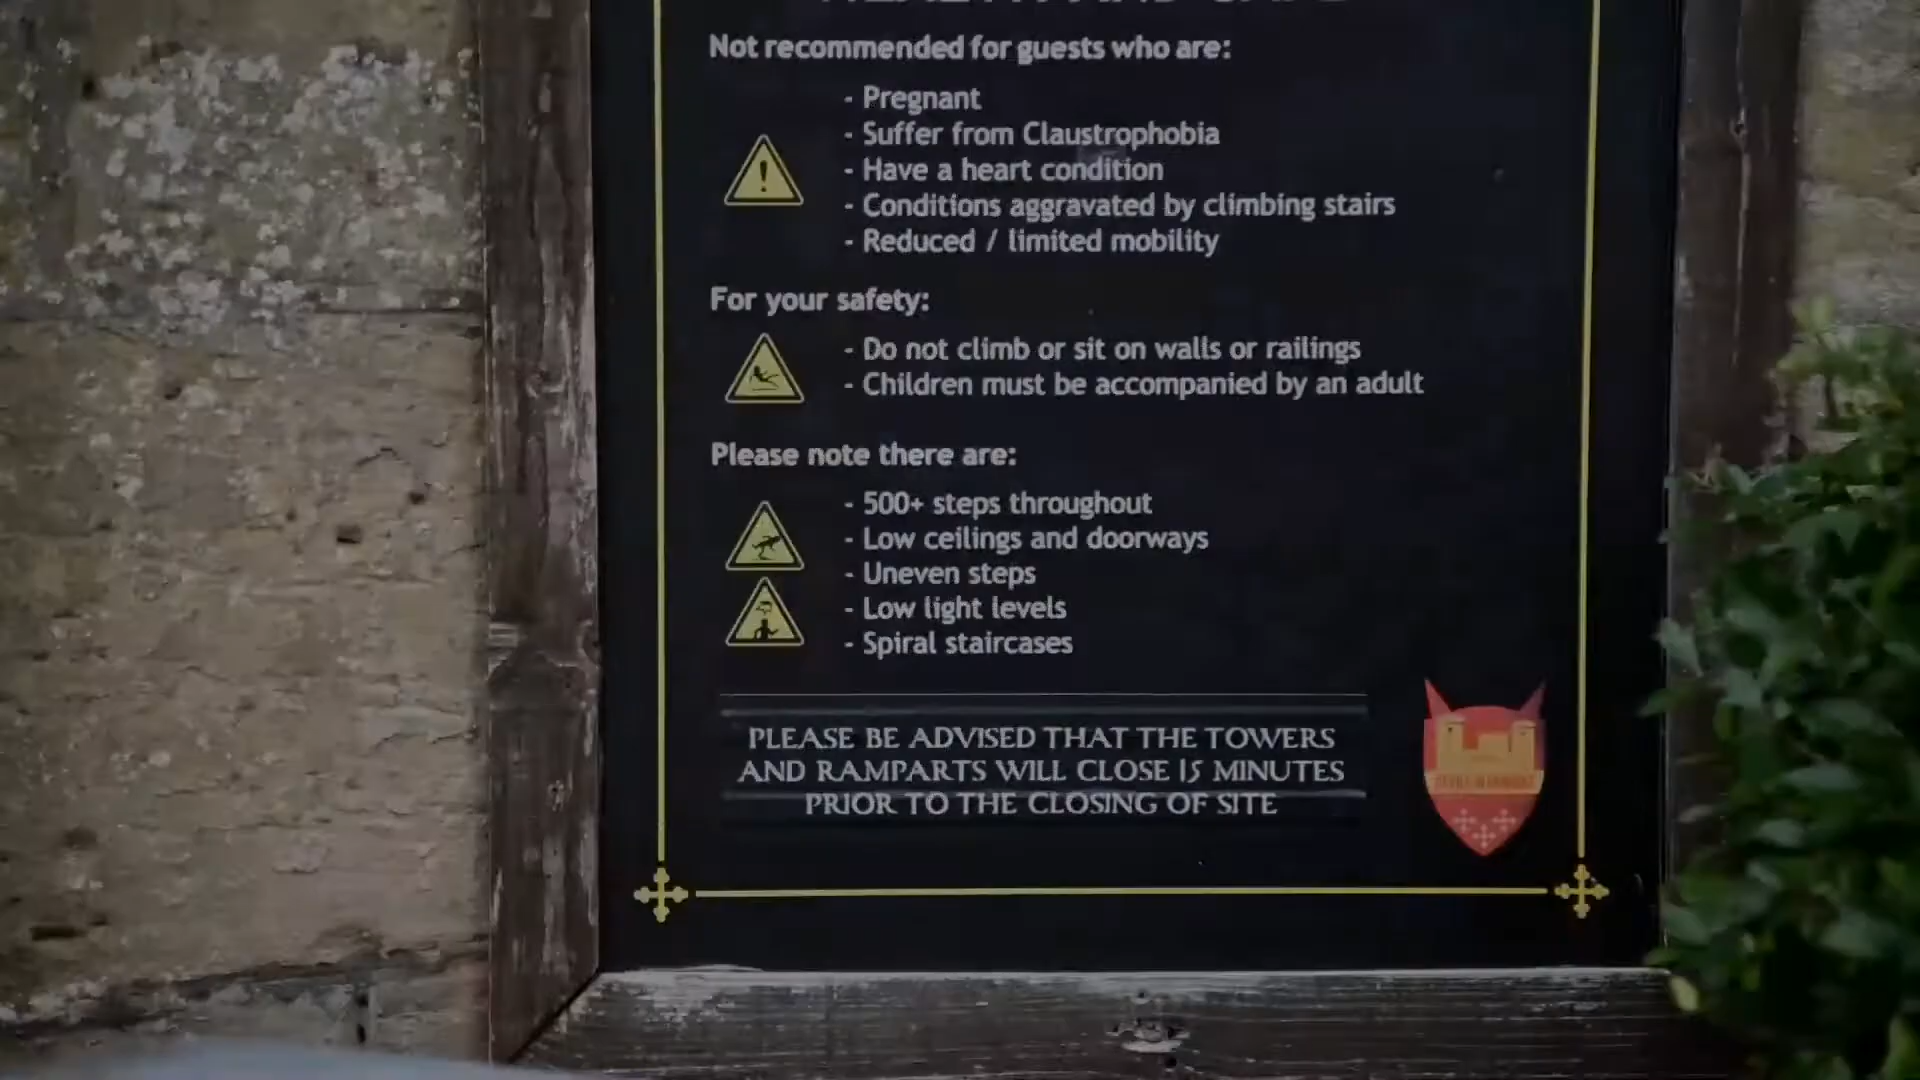 Not recommended for guests who are:
- Pregnant
- Suffer from Claustrophobia
- Have a heart condition
- Conditions aggravated by climbing stairs
- Reduced / limited mobility
For your safety:
- Do not climb or sit on walls or railings
- Children must be accompanied by an adult
Please note there are:
- 500+ steps throughout
- Low ceilings and doorways
- Uneven steps
- Low light levels
- Spiral staircases
PLEASE BE ADVISED THAT THE TOWERS
AND RAMPARTS WILL CLOSE 15 MINUTES
PRIOR TO THE CLOSING OF SITE